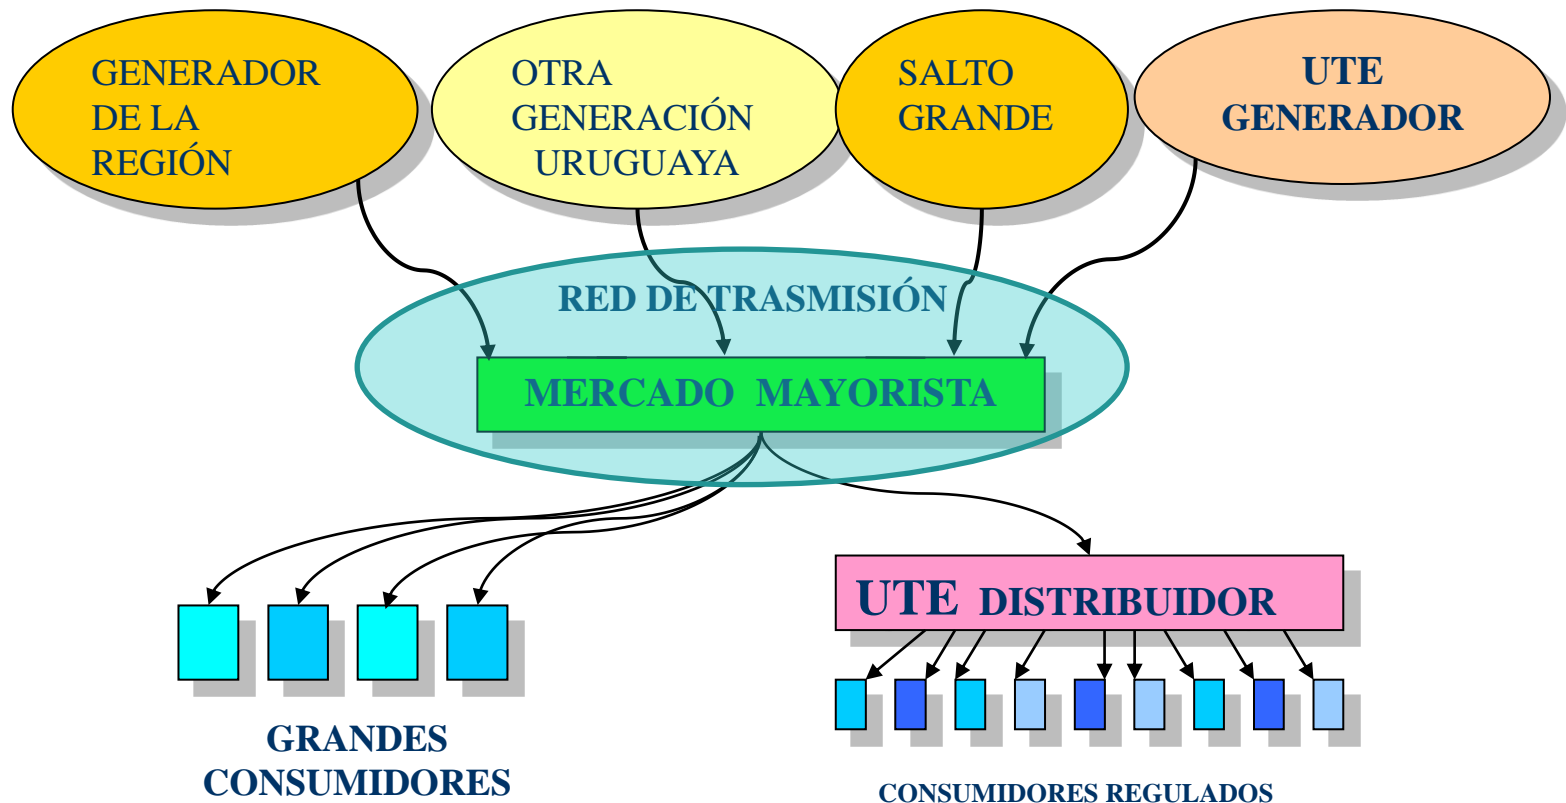 GENERADOR
DE LA
REGIÓN
OTRA
GENERACIÓN
URUGUAYA
SALTO
GRANDE
UTE
GENERADOR
RED DE TRASMISIÓN
MERCADO MAYORISTA
UTE DISTRIBUIDOR
GRANDES
CONSUMIDORES
CONSUMIDORES REGULADOS